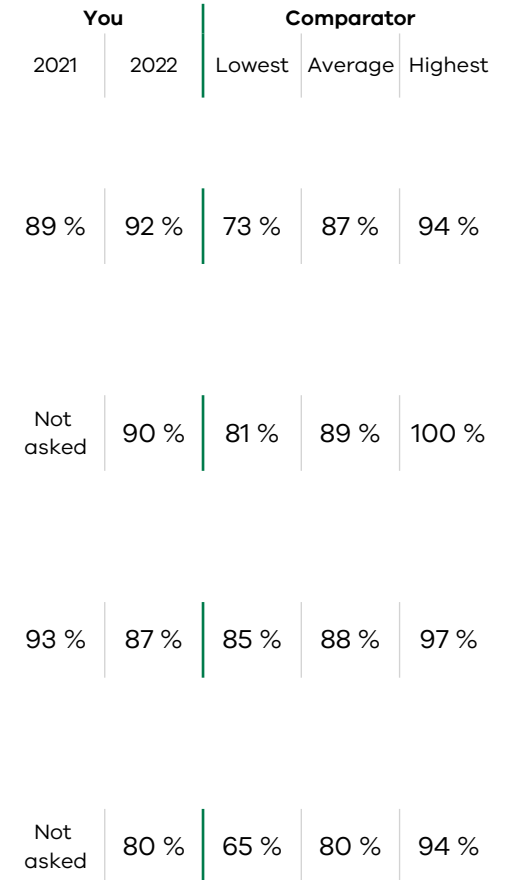 You Comparator
2021 2022 Lowest Average Highest
89 % 92 % 73 % 87 % 94 %
Not
asked 90 % 81 % 89 % 100 %
93 % 87 % 85 % 88 % 97 %
Not
asked 80 % 65 % 80 % 94 %